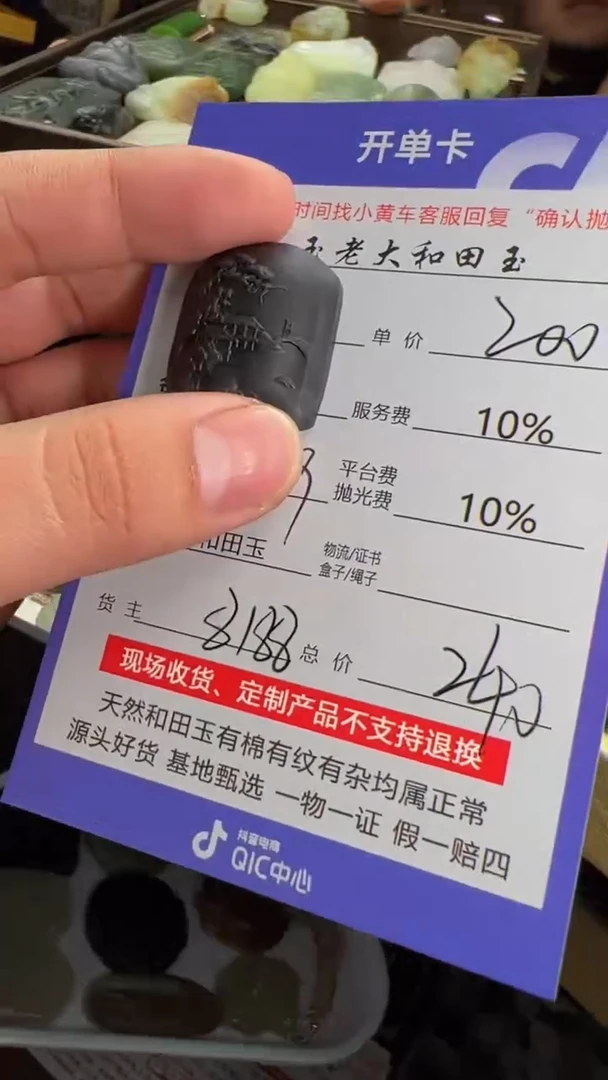 开单卡
时间找小黄车客服回复“确认抛
玉老大和田玉
单价 200
服务费 10%
平台费
抛光费 10%
和田玉 物流/证书
盒子/绳子
货主 8188 总价 240
现场收货、定制产品不支持退换
天然和田玉有棉有纹有杂均属正常
源头好货 基地甄选 一物一证 假一赔四
抖音电商
QIC中心